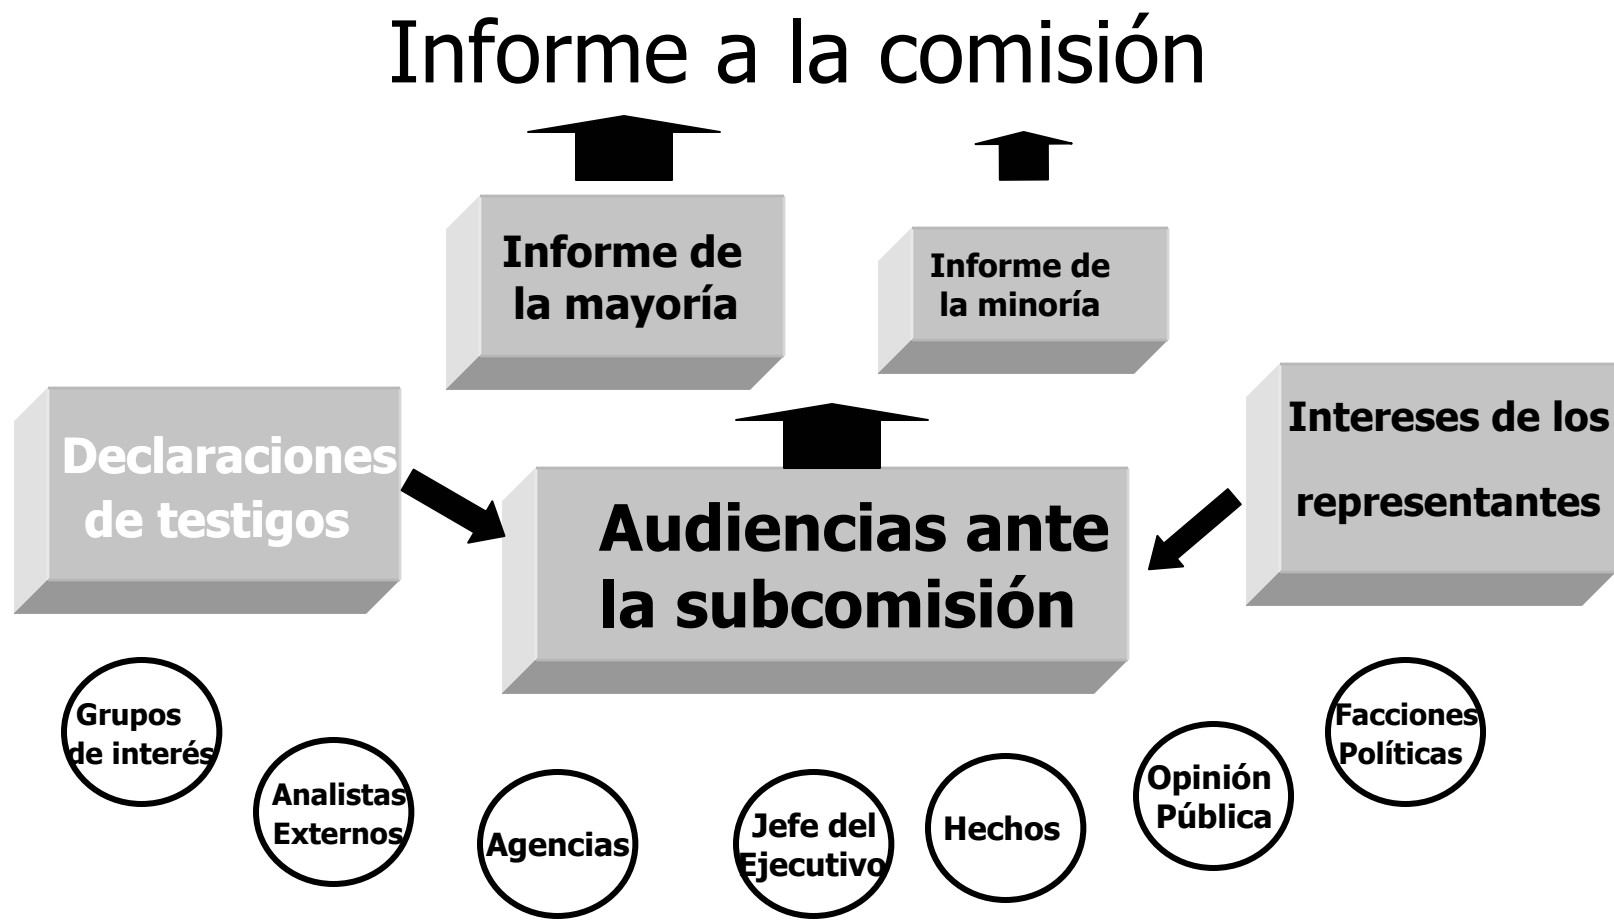 Informe a la comisión
Informe de
la mayoría
Informe de
la minoría
Declaraciones
de testigos
Intereses de los
representantes
Audiencias ante
la subcomisión
Grupos
de interés
Analistas
Externos
Agencias
Jefe del
Ejecutivo
Hechos
Opinión
Pública
Facciones
Políticas